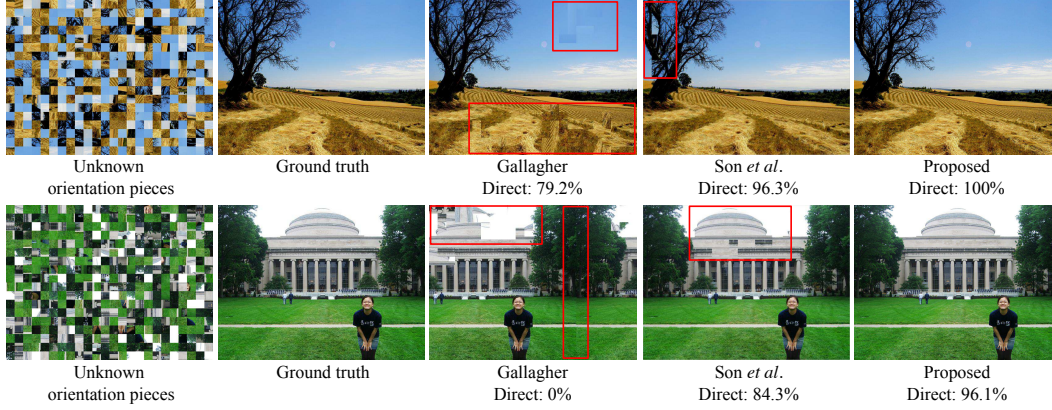 Unknown
orientation pieces
Ground truth
Gallagher
Direct: 79.2%
Son et al.
Direct: 96.3%
Proposed
Direct: 100%
Unknown
orientation pieces
Ground truth
Gallagher
Direct: 0%
Son et al.
Direct: 84.3%
Proposed
Direct: 96.1%